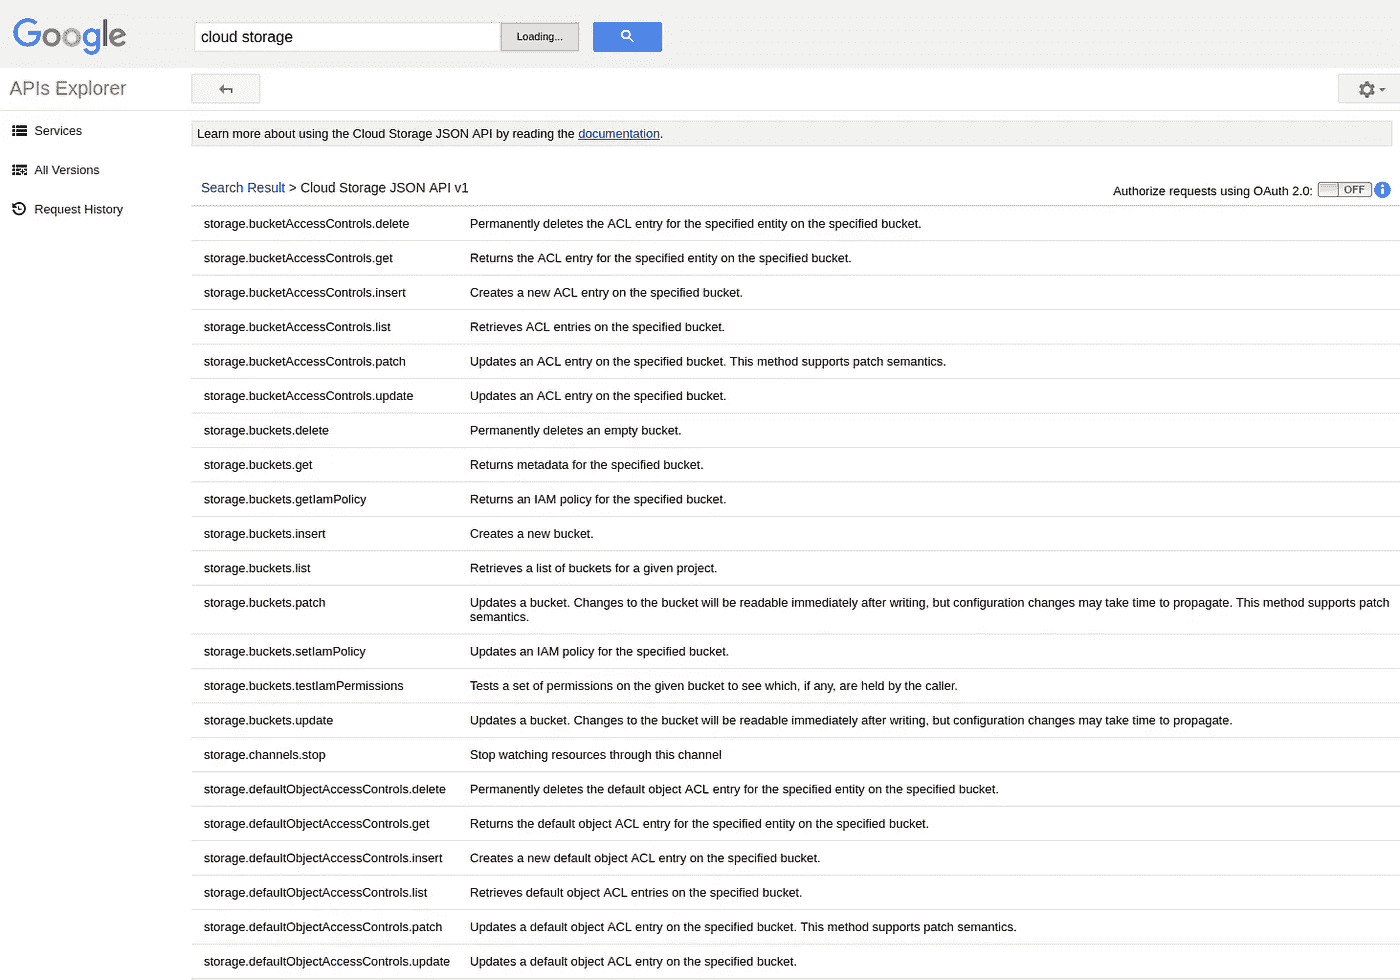 Google
cloud storage
Loading...
APIs Explorer
Services
All Versions
Request History
Learn more about using the Cloud Storage JSON API by reading the documentation.
Search Result > Cloud Storage JSON API v1
Authorize requests using OAuth 2.0: OFF i
storage.bucketAccessControls.delete Permanently deletes the ACL entry for the specified entity on the specified bucket.
storage.bucketAccessControls.get Returns the ACL entry for the specified entity on the specified bucket.
storage.bucketAccessControls.insert Creates a new ACL entry on the specified bucket.
storage.bucketAccessControls.list Retrieves ACL entries on the specified bucket.
storage.bucketAccessControls.patch Updates an ACL entry on the specified bucket. This method supports patch semantics.
storage.bucketAccessControls.update Updates an ACL entry on the specified bucket.
storage.buckets.delete Permanently deletes an empty bucket.
storage.buckets.get Returns metadata for the specified bucket.
storage.buckets.getIamPolicy Returns an IAM policy for the specified bucket.
storage.buckets.insert Creates a new bucket.
storage.buckets.list Retrieves a list of buckets for a given project.
storage.buckets.patch Updates a bucket. Changes to the bucket will be readable immediately after writing, but configuration changes may take time to propagate. This method supports patch
semantics.
storage.buckets.setIamPolicy Updates an IAM policy for the specified bucket.
storage.buckets.testIamPermissions Tests a set of permissions on the given bucket to see which, if any, are held by the caller.
storage.buckets.update Updates a bucket. Changes to the bucket will be readable immediately after writing, but configuration changes may take time to propagate.
storage.channels.stop Stop watching resources through this channel
storage.defaultObjectAccessControls.delete Permanently deletes the default object ACL entry for the specified entity on the specified bucket.
storage.defaultObjectAccessControls.get Returns the default object ACL entry for the specified entity on the specified bucket.
storage.defaultObjectAccessControls.insert Creates a new default object ACL entry on the specified bucket.
storage.defaultObjectAccessControls.list Retrieves default object ACL entries on the specified bucket.
storage.defaultObjectAccessControls.patch Updates a default object ACL entry on the specified bucket. This method supports patch semantics.
storage.defaultObjectAccessControls.update Updates a default object ACL entry on the specified bucket.